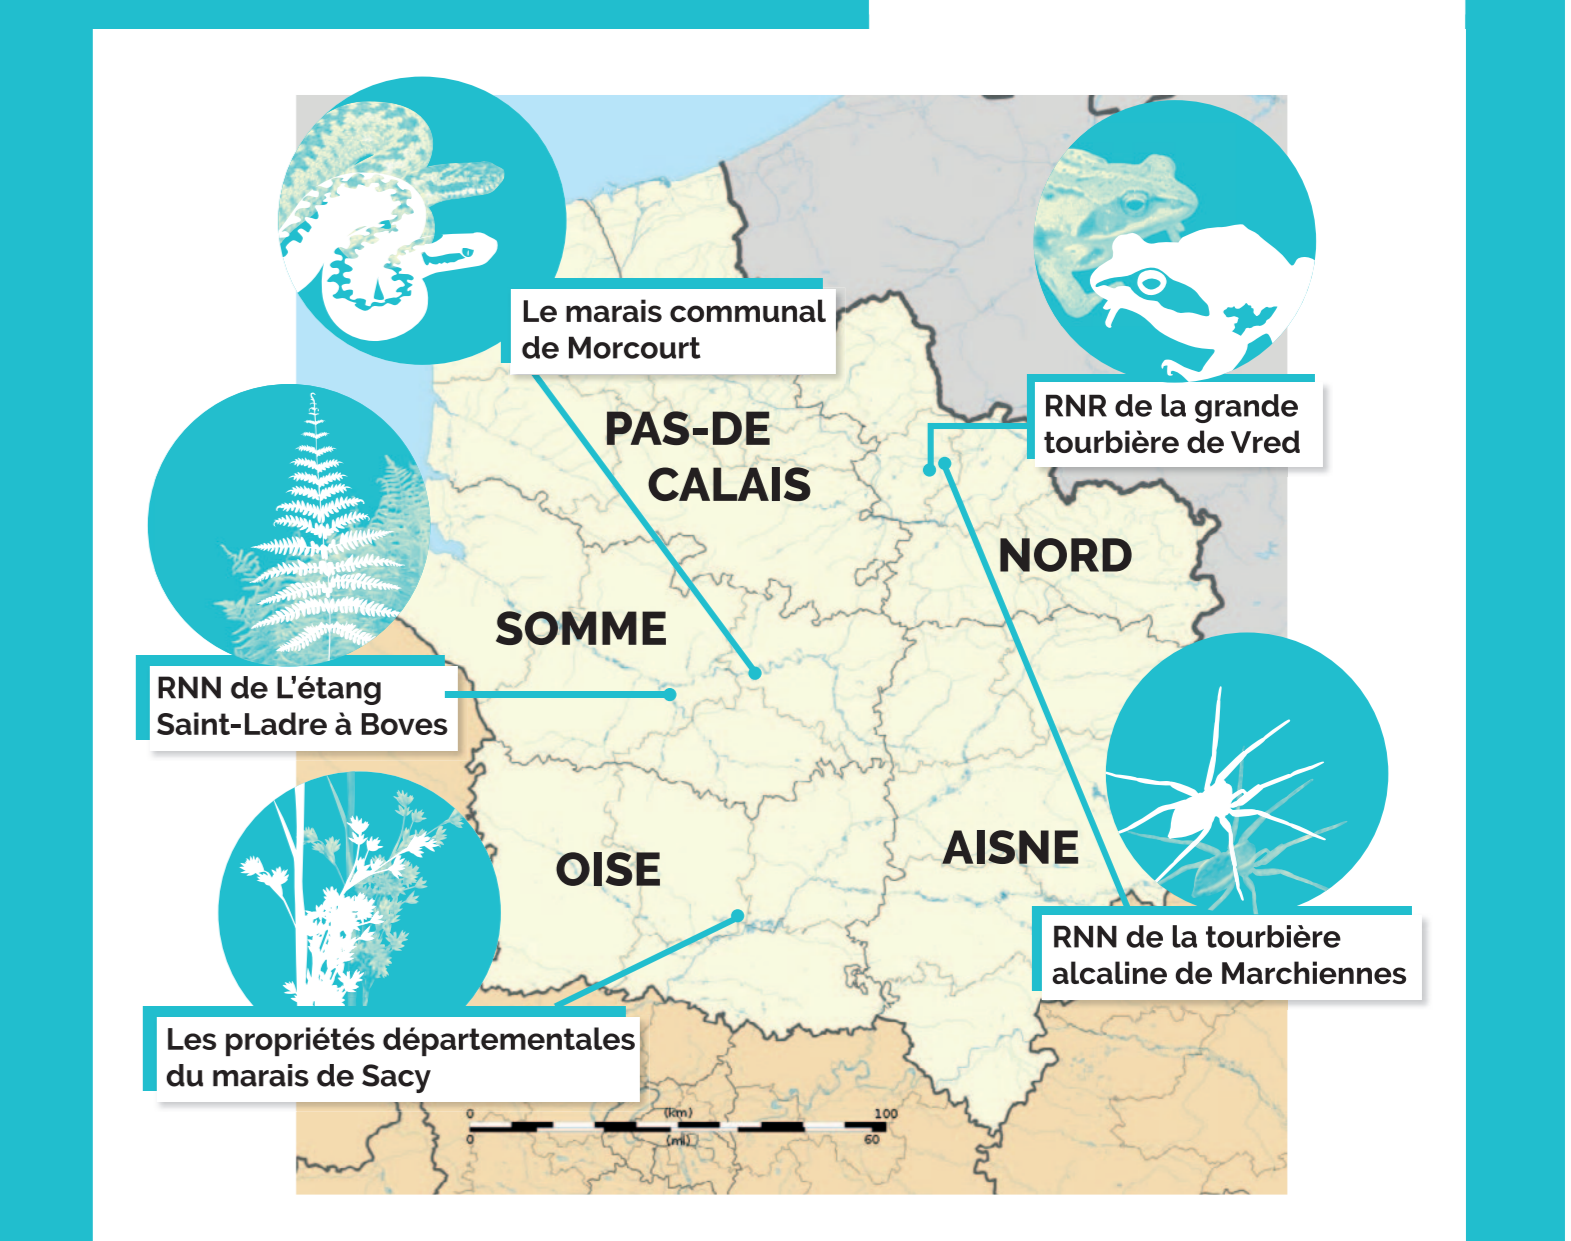 Le marais communal
de Morcourt
RNR de la grande
tourbière de Vred
PAS-DE
CALAIS
NORD
SOMME
RNN de L'étang
Saint-Ladre à Boves
AISNE
OISE
RNN de la tourbière
alcaline de Marchiennes
Les propriétés départementales
du marais de Sacy
0 (km) 100
0 (mi) 60